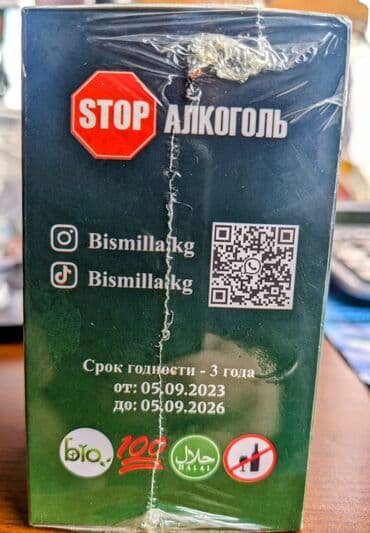 STOP АЛКОГОЛЬ
Bismilla.kg
Bismilla.kg
Срок годности - 3 года
от: 05.09.2023
до: 05.09.2026
bio 100 حلال
HALAL